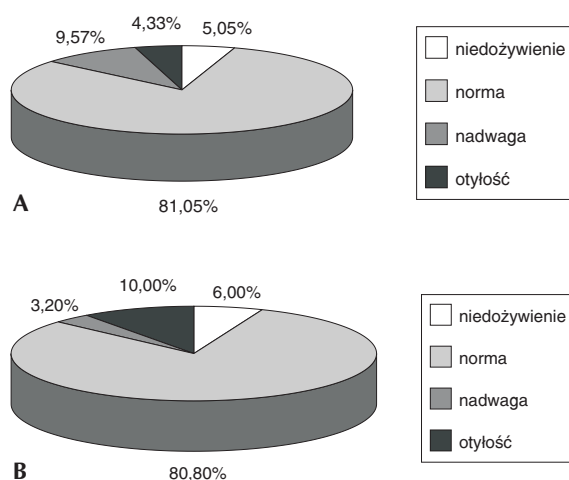 9,57%
4,33%
5,05%
niedożywienie
norma
nadwaga
otyłość
A
81,05%
3,20%
10,00%
6,00%
niedożywienie
norma
nadwaga
otyłość
B
80,80%